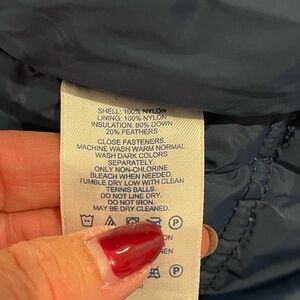 SHELL: 100% NYLON
LINING: 100% NYLON
INSULATION: 80% DOWN
20% FEATHERS
CLOSE FASTENERS.
MACHINE WASH WARM NORMAL
WASH DARK COLORS
SEPARATELY.
ONLY NON-CHLORINE
BLEACH WHEN NEEDED.
TUMBLE DRY LOW WITH CLEAN
TENNIS BALLS.
DO NOT LINE DRY.
DO NOT IRON.
MAY BE DRY CLEANED.
P
P